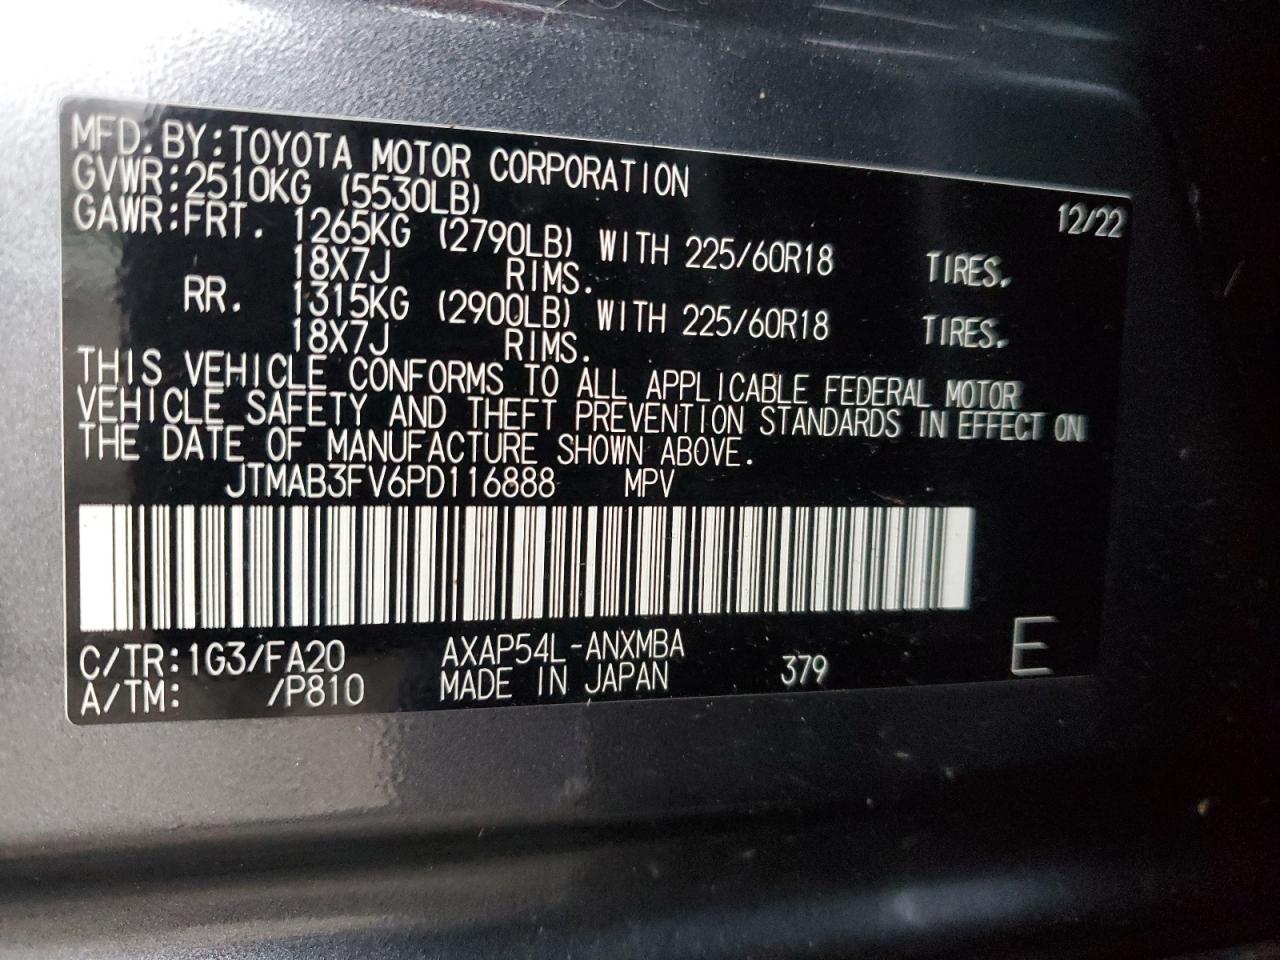 MFD. BY: TOYOTA MOTOR CORPORATION 12/22
GVWR: 2510KG (5530LB)
GAWR: FRT. 1265KG (2790LB) WITH 225/60R18 TIRES.
18X7J RIMS.
RR. 1315KG (2900LB) WITH 225/60R18 TIRES.
18X7J RIMS.
THIS VEHICLE CONFORMS TO ALL APPLICABLE FEDERAL MOTOR
VEHICLE SAFETY AND THEFT PREVENTION STANDARDS IN EFFECT ON
THE DATE OF MANUFACTURE SHOWN ABOVE.
JTMAB3FV6PD116888 MPV
C/TR: 1G3/FA20 AXAP54L-ANXMBA
A/TM: /P810 MADE IN JAPAN 379 E